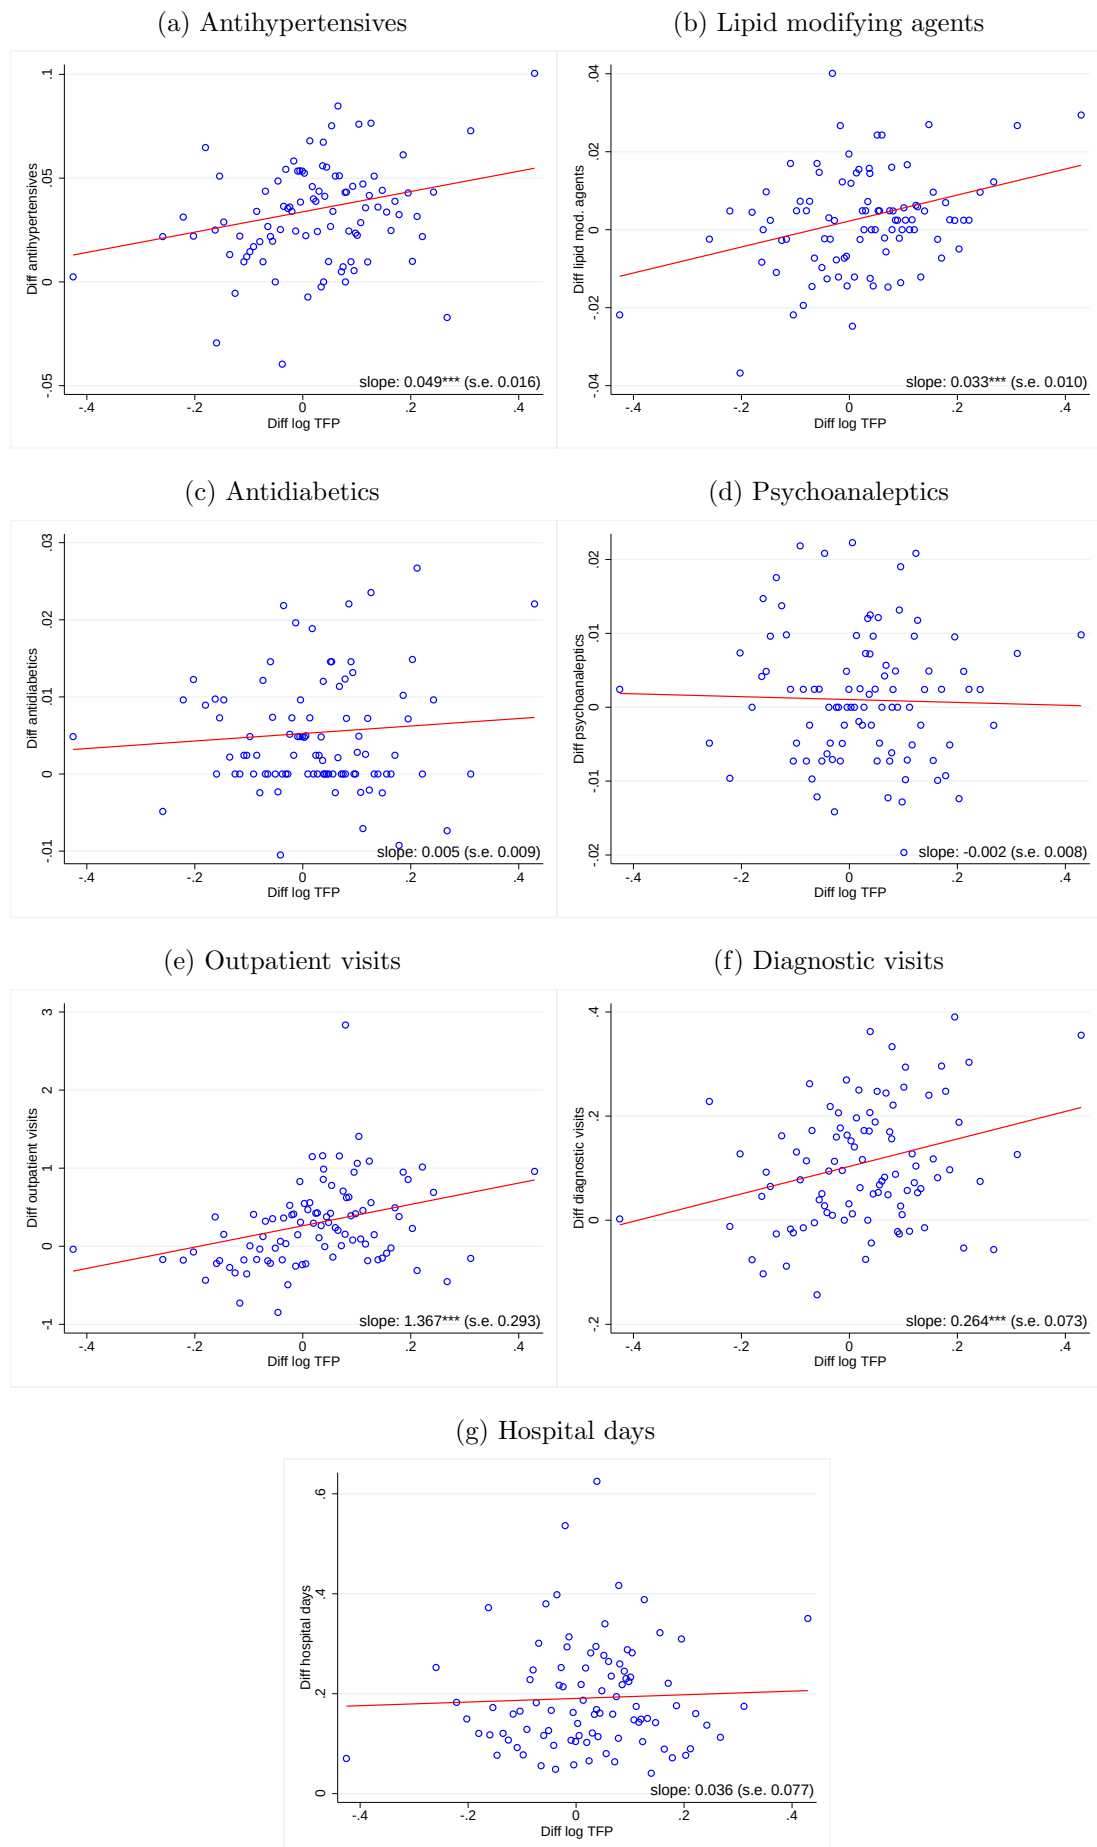 (a) Antihypertensives
Diff antihypertensives
.1
.05
0
-.05
slope: 0.049*** (s.e. 0.016)
-.4 -.2 0 .2 .4
Diff log TFP
(b) Lipid modifying agents
Diff lipid mod. agents
.04
.02
0
-.02
-.04
slope: 0.033*** (s.e. 0.010)
-.4 -.2 0 .2 .4
Diff log TFP
(c) Antidiabetics
Diff antidiabetics
.03
.02
.01
0
-.01
slope: 0.005 (s.e. 0.009)
-.4 -.2 0 .2 .4
Diff log TFP
(d) Psychoanaleptics
Diff psychoanaleptics
.02
.01
0
-.01
-.02
slope: -0.002 (s.e. 0.008)
-.4 -.2 0 .2 .4
Diff log TFP
(e) Outpatient visits
Diff outpatient visits
3
2
1
0
-1
slope: 1.367*** (s.e. 0.293)
-.4 -.2 0 .2 .4
Diff log TFP
(f) Diagnostic visits
Diff diagnostic visits
.4
.2
0
-.2
slope: 0.264*** (s.e. 0.073)
-.4 -.2 0 .2 .4
Diff log TFP
(g) Hospital days
Diff hospital days
.6
.4
.2
0
slope: 0.036 (s.e. 0.077)
-.4 -.2 0 .2 .4
Diff log TFP